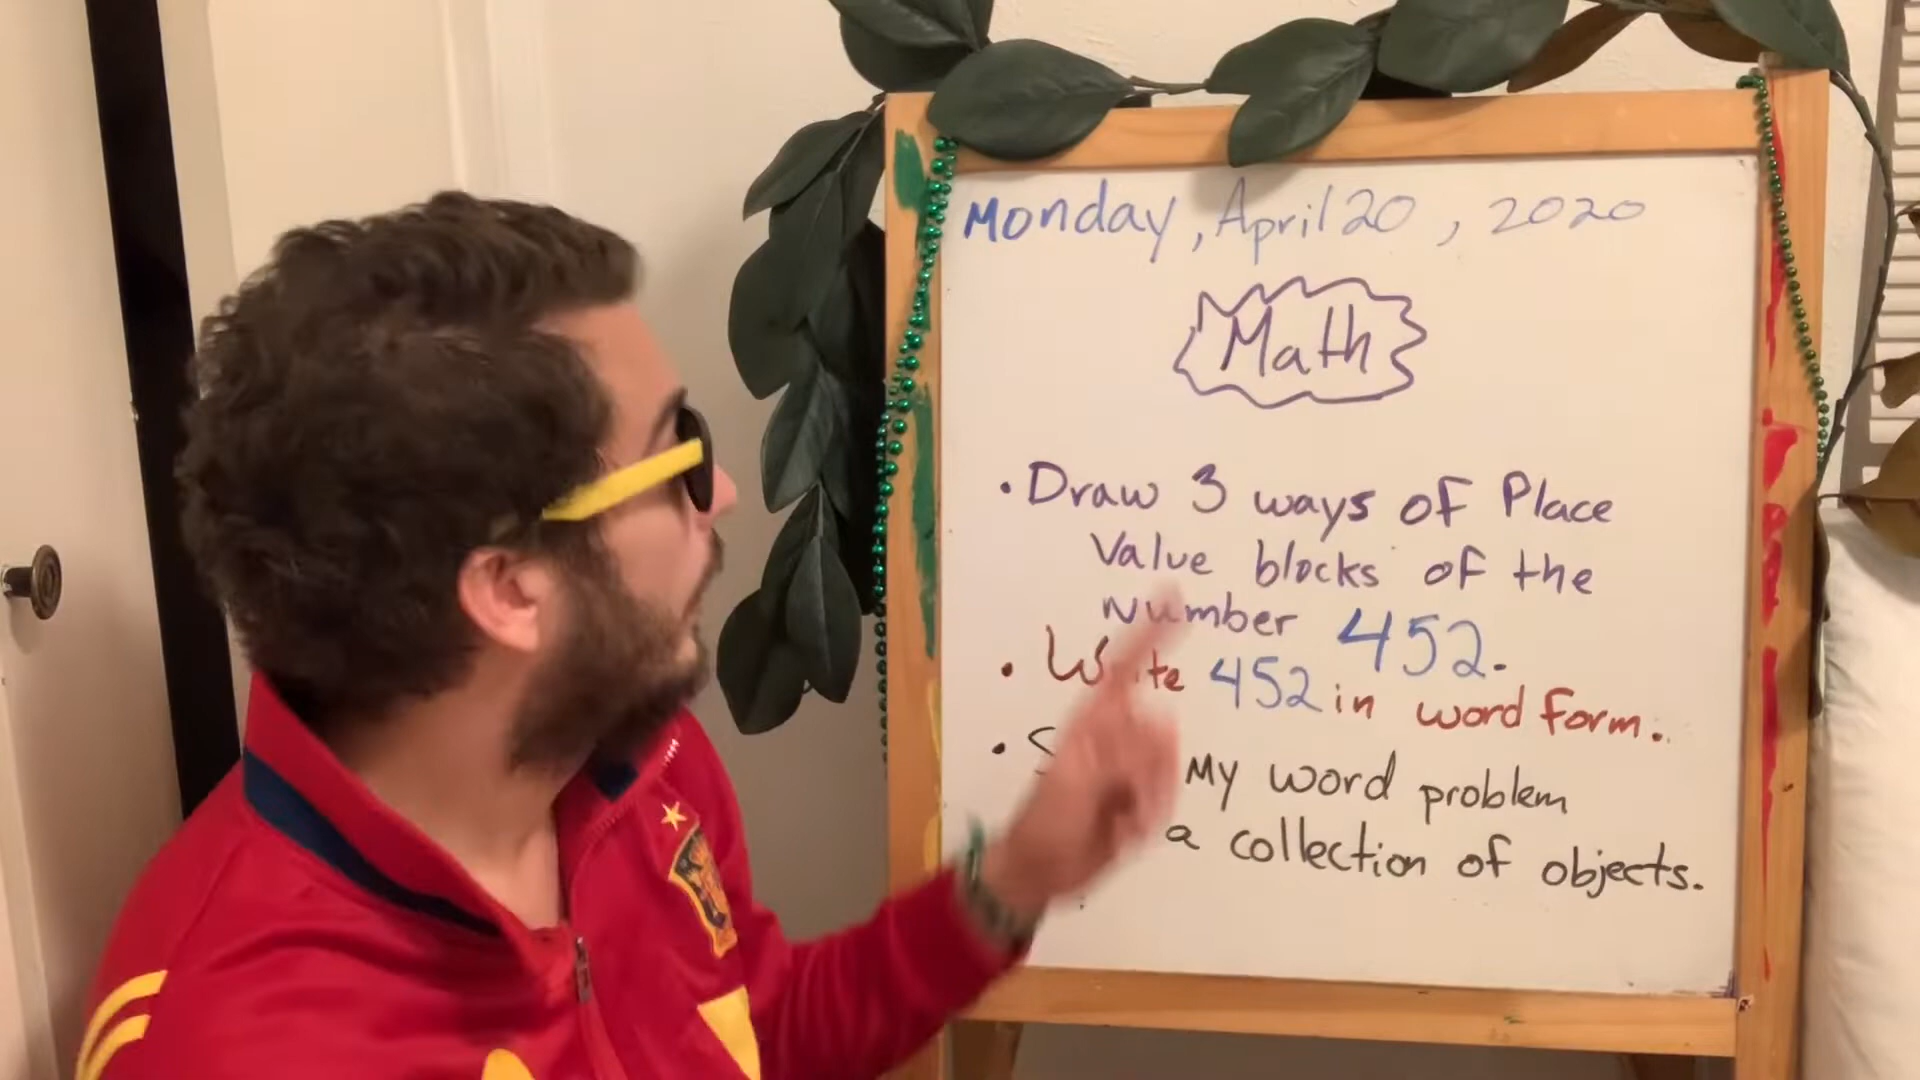 Monday, April 20, 2020
Math
• Draw 3 ways of Place
Value blocks of the
Number 452.
• Write 452 in word form.
• My word problem
a collection of objects.